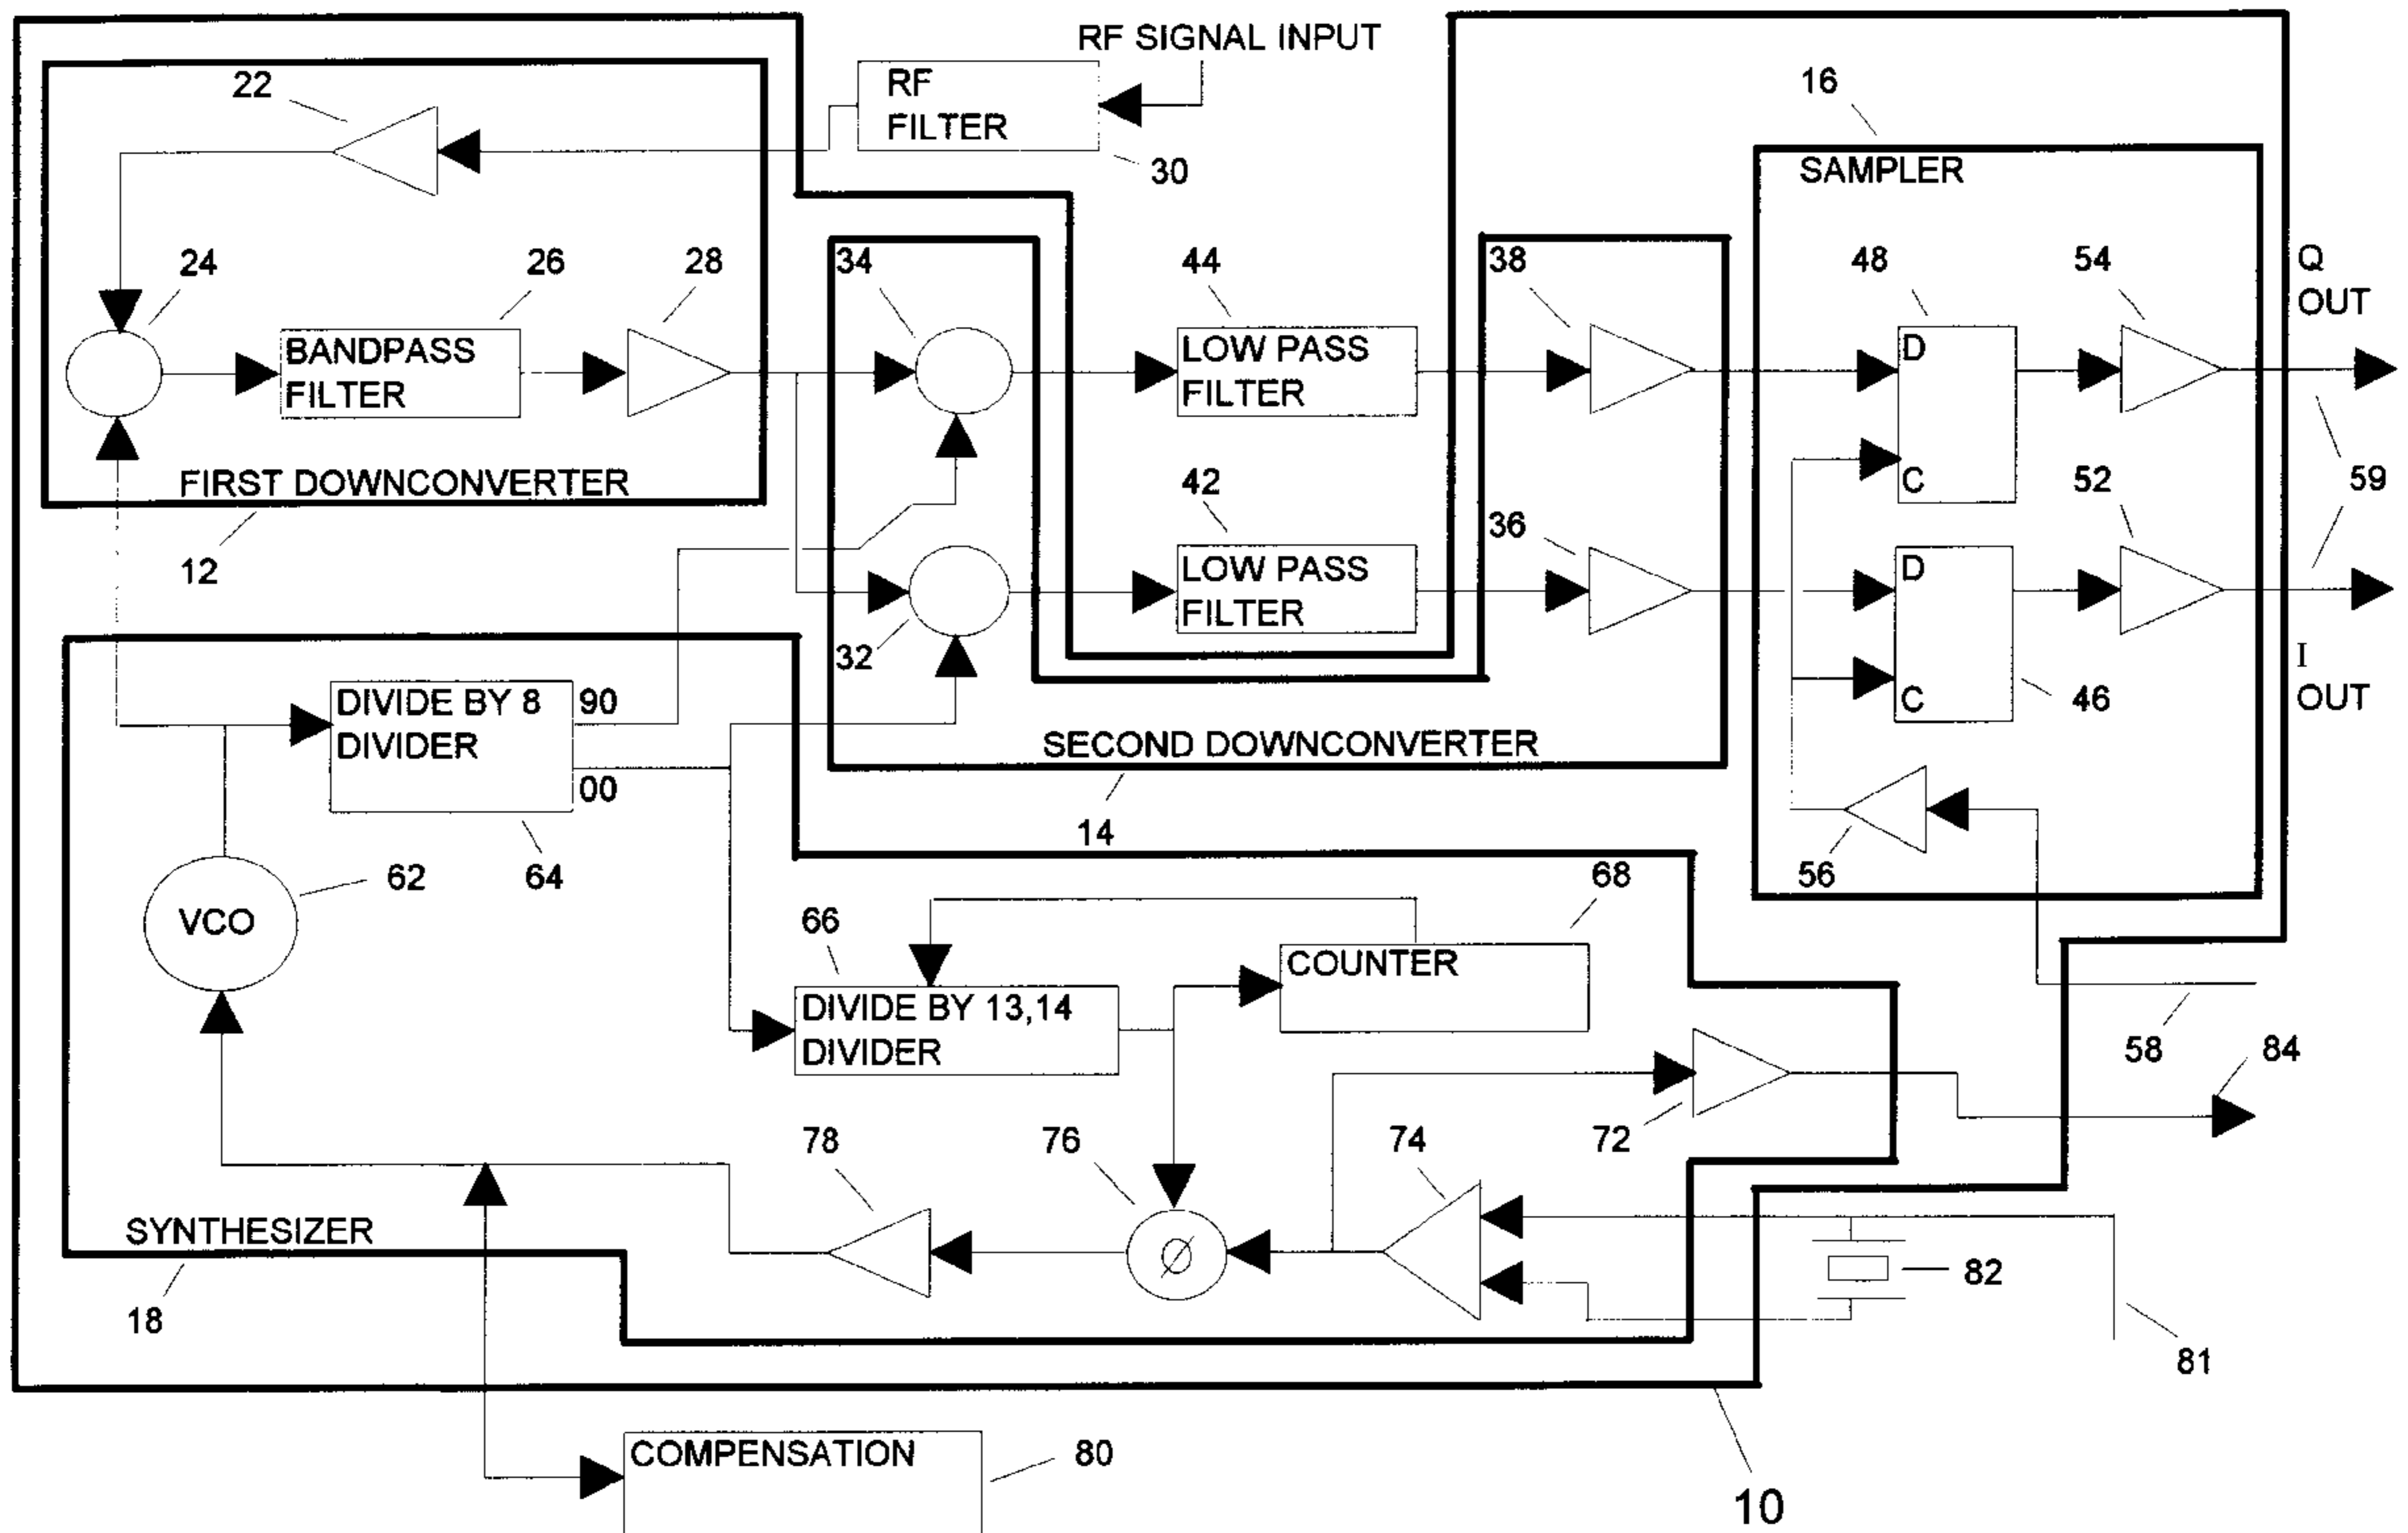 RF SIGNAL INPUT
22
RF
FILTER
30
16
SAMPLER
24
26
28
34
44
38
48
54
Q
OUT
BANDPASS
FILTER
LOW PASS
FILTER
D
C
FIRST DOWNCONVERTER
12
42
36
52
59
32
LOW PASS
FILTER
D
C
46
I
OUT
DIVIDE BY 8
DIVIDER
90
00
SECOND DOWNCONVERTER
14
64
62
VCO
56
68
66
COUNTER
DIVIDE BY 13,14
DIVIDER
58
84
72
78
76
74
Ø
SYNTHESIZER
18
82
81
COMPENSATION
80
10